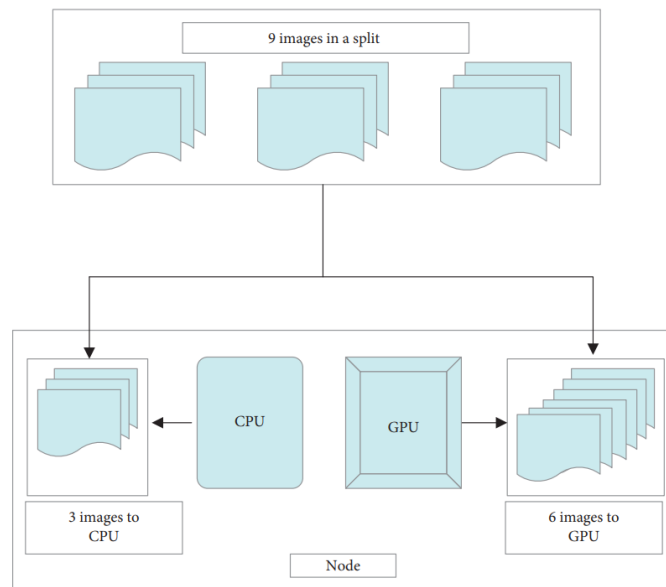 9 images in a split
CPU
GPU
3 images to
CPU
6 images to
GPU
Node